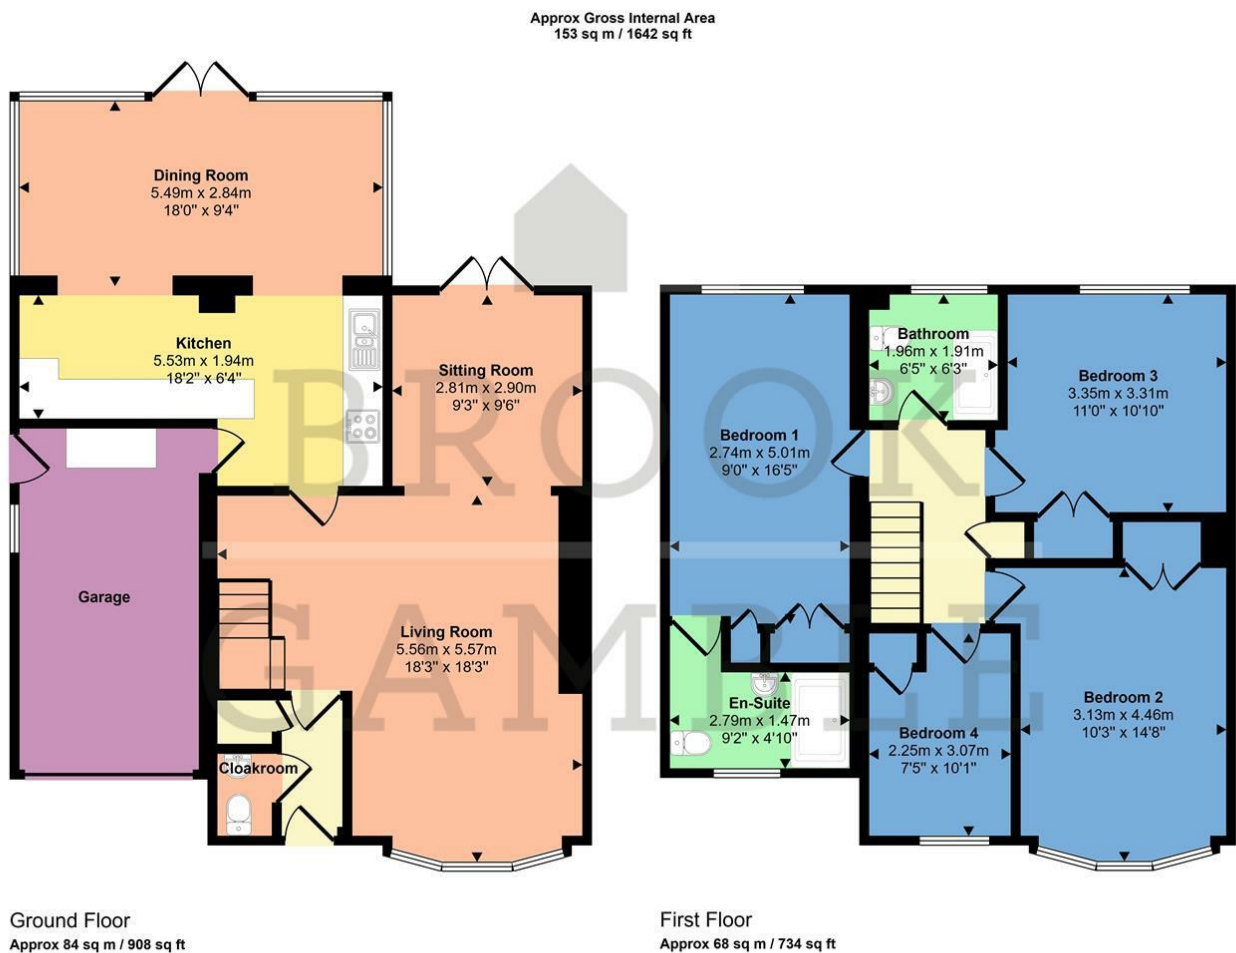 Approx Gross Internal Area
153 sq m / 1642 sq ft
Dining Room
5.49m x 2.84m
18'0" x 9'4"
Kitchen
5.53m x 1.94m
18'2" x 6'4"
Sitting Room
2.81m x 2.90m
9'3" x 9'6"
Garage
Living Room
5.56m x 5.57m
18'3" x 18'3"
Cloakroom
Bathroom
1.96m x 1.91m
6'5" x 6'3"
Bedroom 3
3.35m x 3.31m
11'0" x 10'10"
Bedroom 1
2.74m x 5.01m
9'0" x 16'5"
En-Suite
2.79m x 1.47m
9'2" x 4'10"
Bedroom 4
2.25m x 3.07m
7'5" x 10'1"
Bedroom 2
3.13m x 4.46m
10'3" x 14'8"
BROOK
GAMBLE
Ground Floor
Approx 84 sq m / 908 sq ft
First Floor
Approx 68 sq m / 734 sq ft